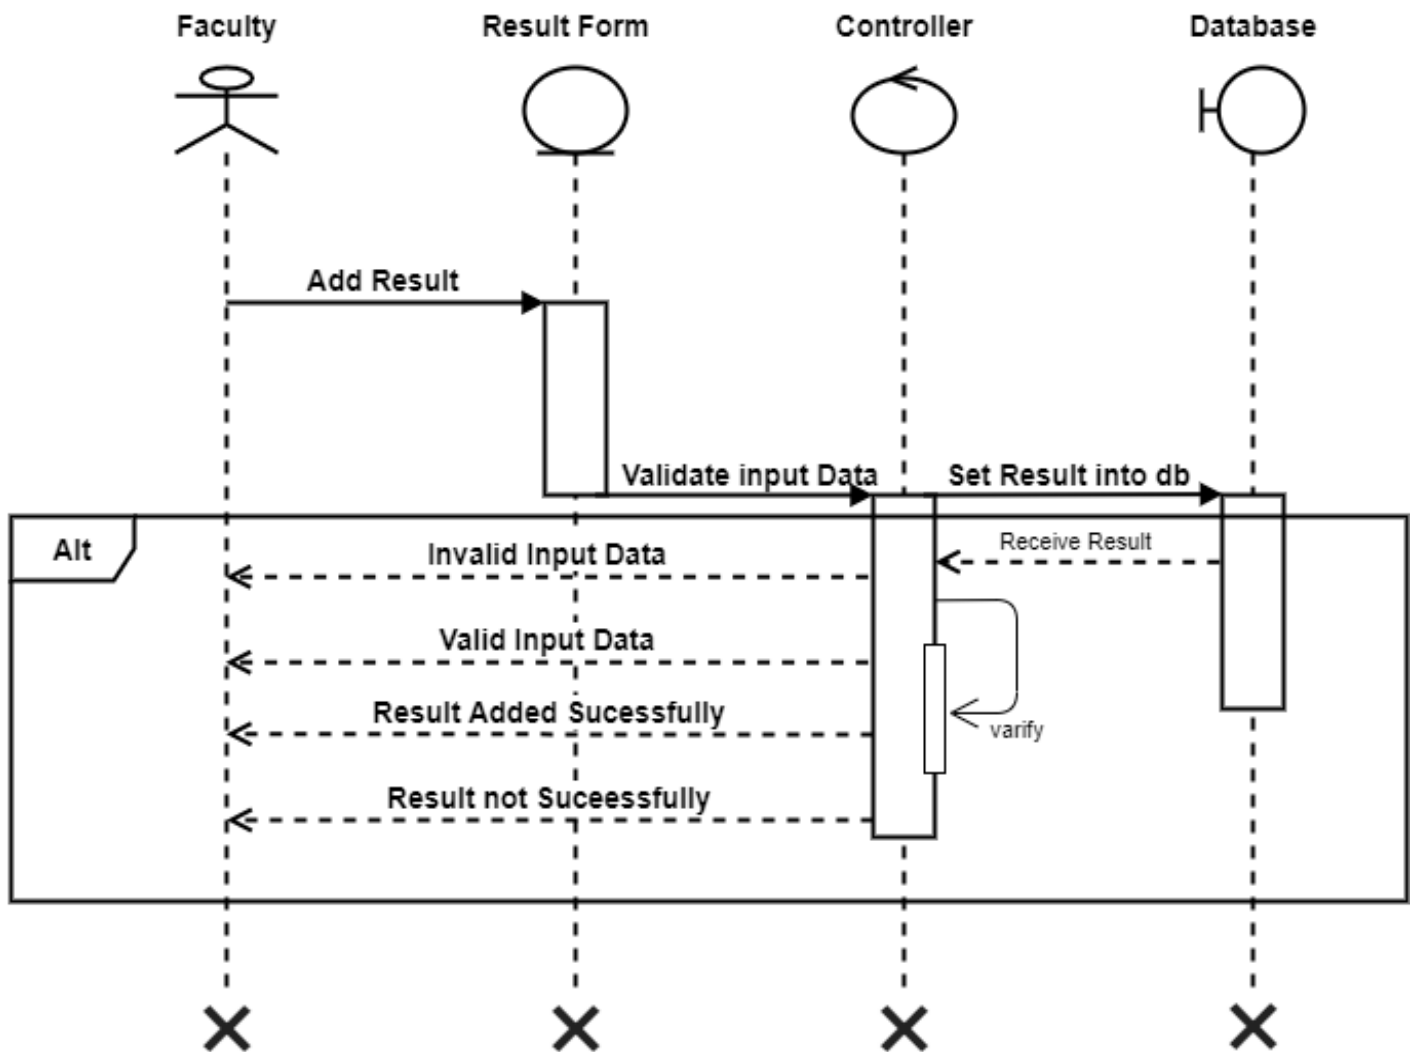 Faculty
Result Form
Controller
Database
Add Result
Validate input Data
Set Result into db
Alt
Receive Result
Invalid Input Data
Valid Input Data
Result Added Sucessfully
varify
Result not Suceessfully